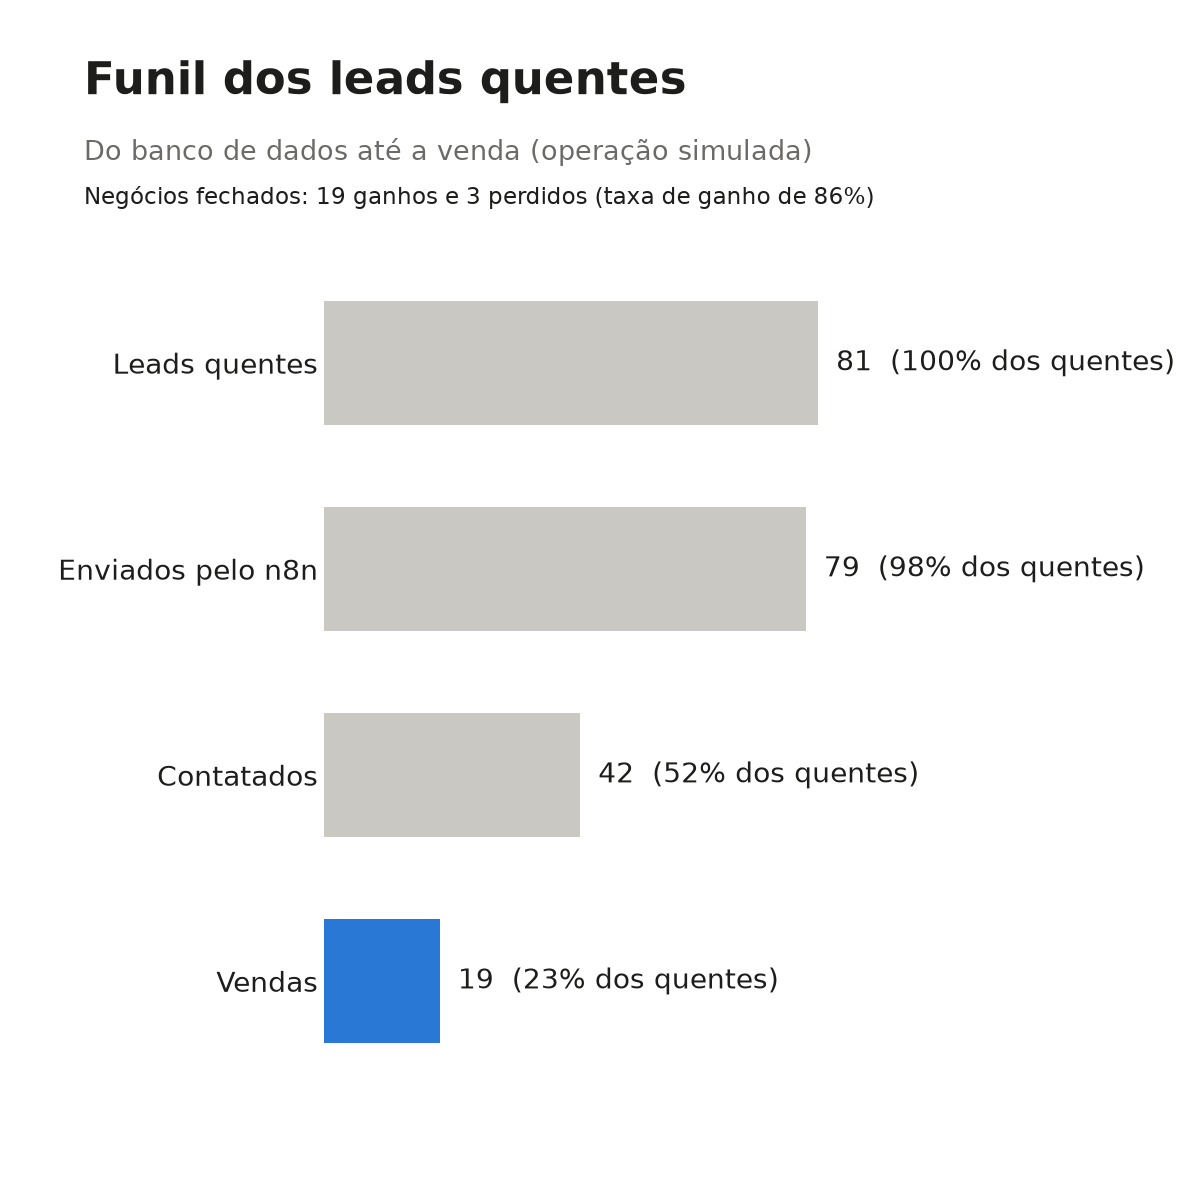 Funil dos leads quentes
Do banco de dados até a venda (operação simulada)
Negócios fechados: 19 ganhos e 3 perdidos (taxa de ganho de 86%)
Leads quentes 81 (100% dos quentes)
Enviados pelo n8n 79 (98% dos quentes)
Contatados 42 (52% dos quentes)
Vendas 19 (23% dos quentes)